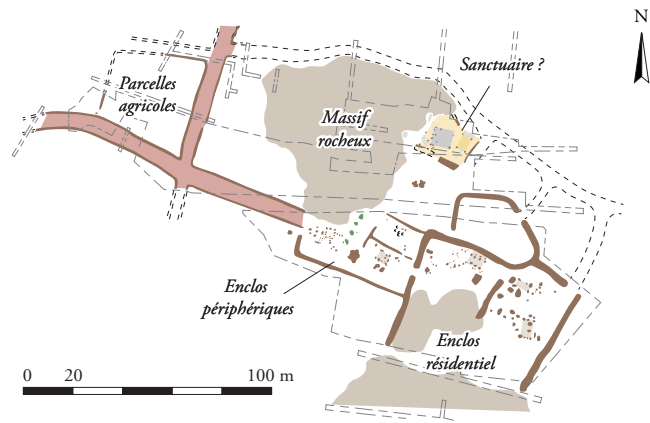 N
Sanctuaire ?
Parcelles
agricoles
Massif
rocheux
Enclos
périphériques
Enclos
résidentiel
0 20 100 m